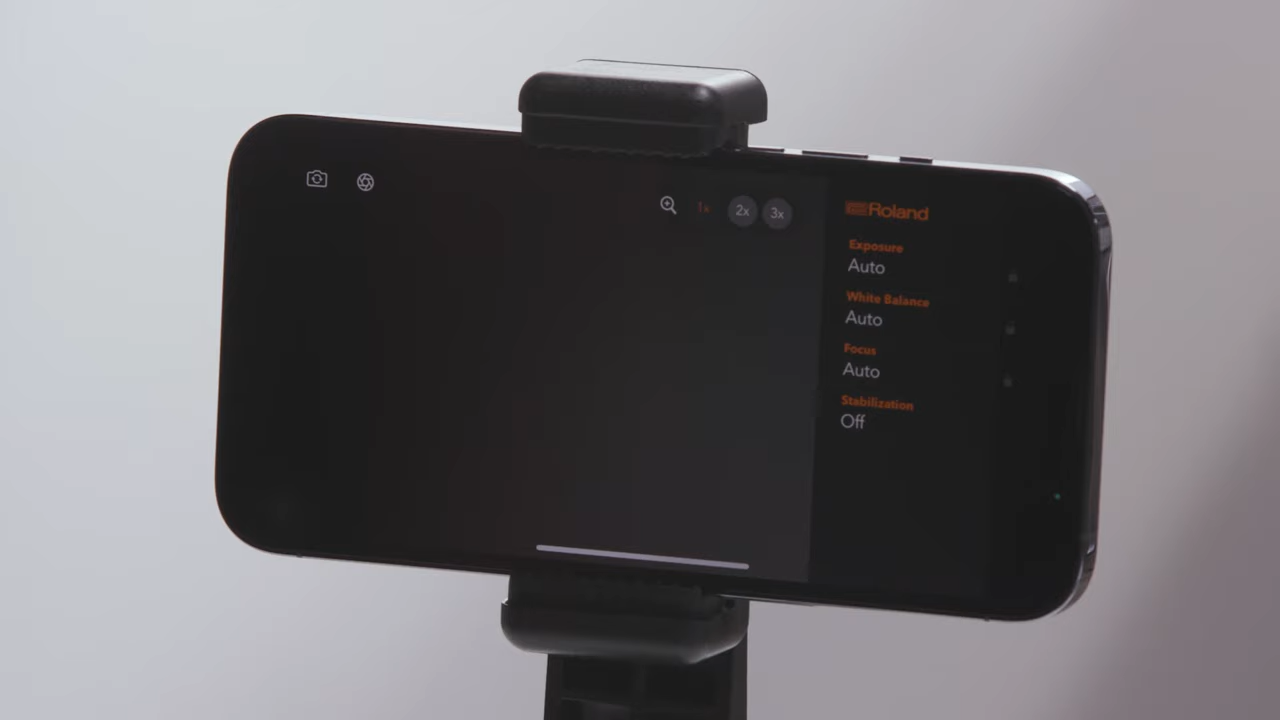 1x
2x
3x
Roland
Exposure
Auto
White Balance
Auto
Focus
Auto
Stabilization
Off